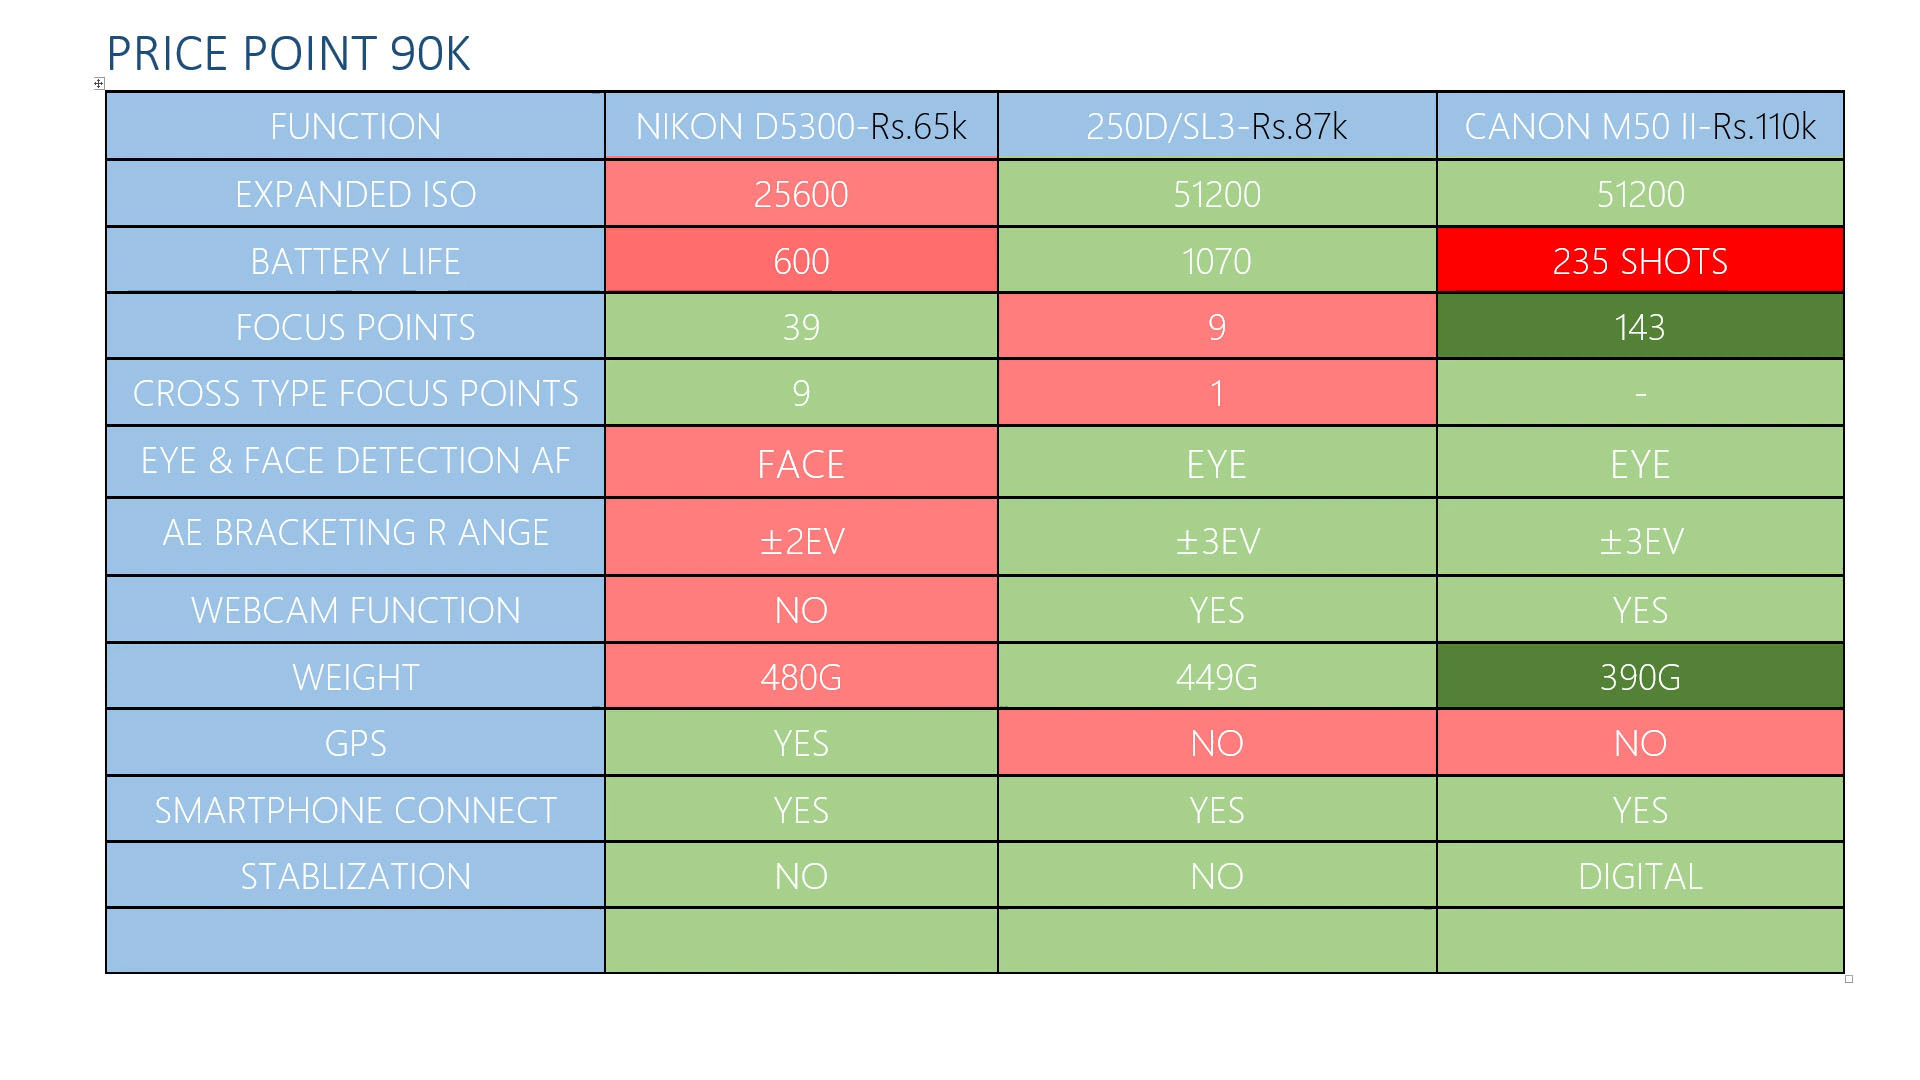 PRICE POINT 90K
FUNCTION NIKON D5300-Rs.65k 250D/SL3-Rs.87k CANON M50 II-Rs.110k
EXPANDED ISO 25600 51200 51200
BATTERY LIFE 600 1070 235 SHOTS
FOCUS POINTS 39 9 143
CROSS TYPE FOCUS POINTS 9 1 -
EYE & FACE DETECTION AF FACE EYE EYE
AE BRACKETING R ANGE ±2EV ±3EV ±3EV
WEBCAM FUNCTION NO YES YES
WEIGHT 480G 449G 390G
GPS YES NO NO
SMARTPHONE CONNECT YES YES YES
STABLIZATION NO NO DIGITAL